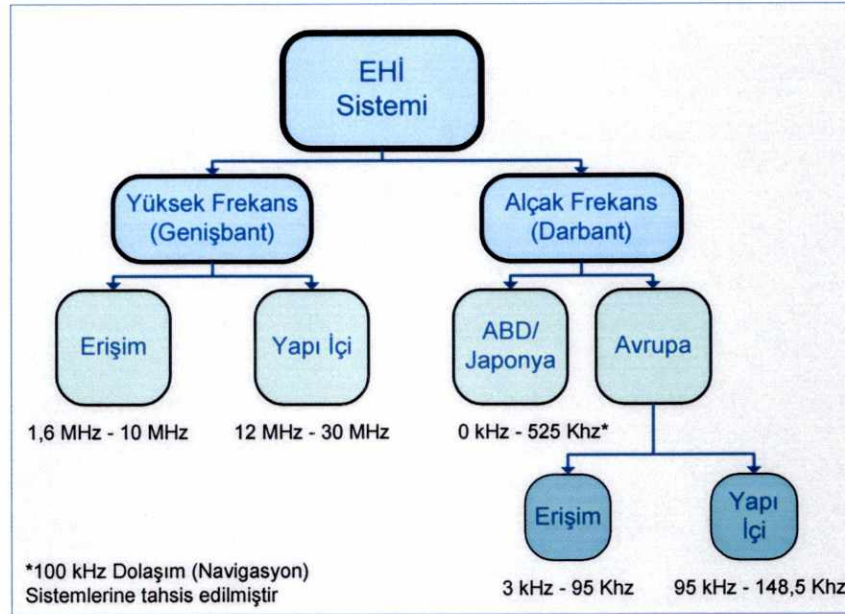 EHİ
Sistemi
Yüksek Frekans
(Genişbant)
Alçak Frekans
(Darbant)
Erişim
Yapı İçi
ABD/
Japonya
Avrupa
1,6 MHz - 10 MHz
12 MHz - 30 MHz
0 kHz - 525 Khz*
Erişim
Yapı
İçi
*100 kHz Dolaşım (Navigasyon)
Sistemlerine tahsis edilmiştir
3 kHz - 95 Khz
95 kHz - 148,5 Khz